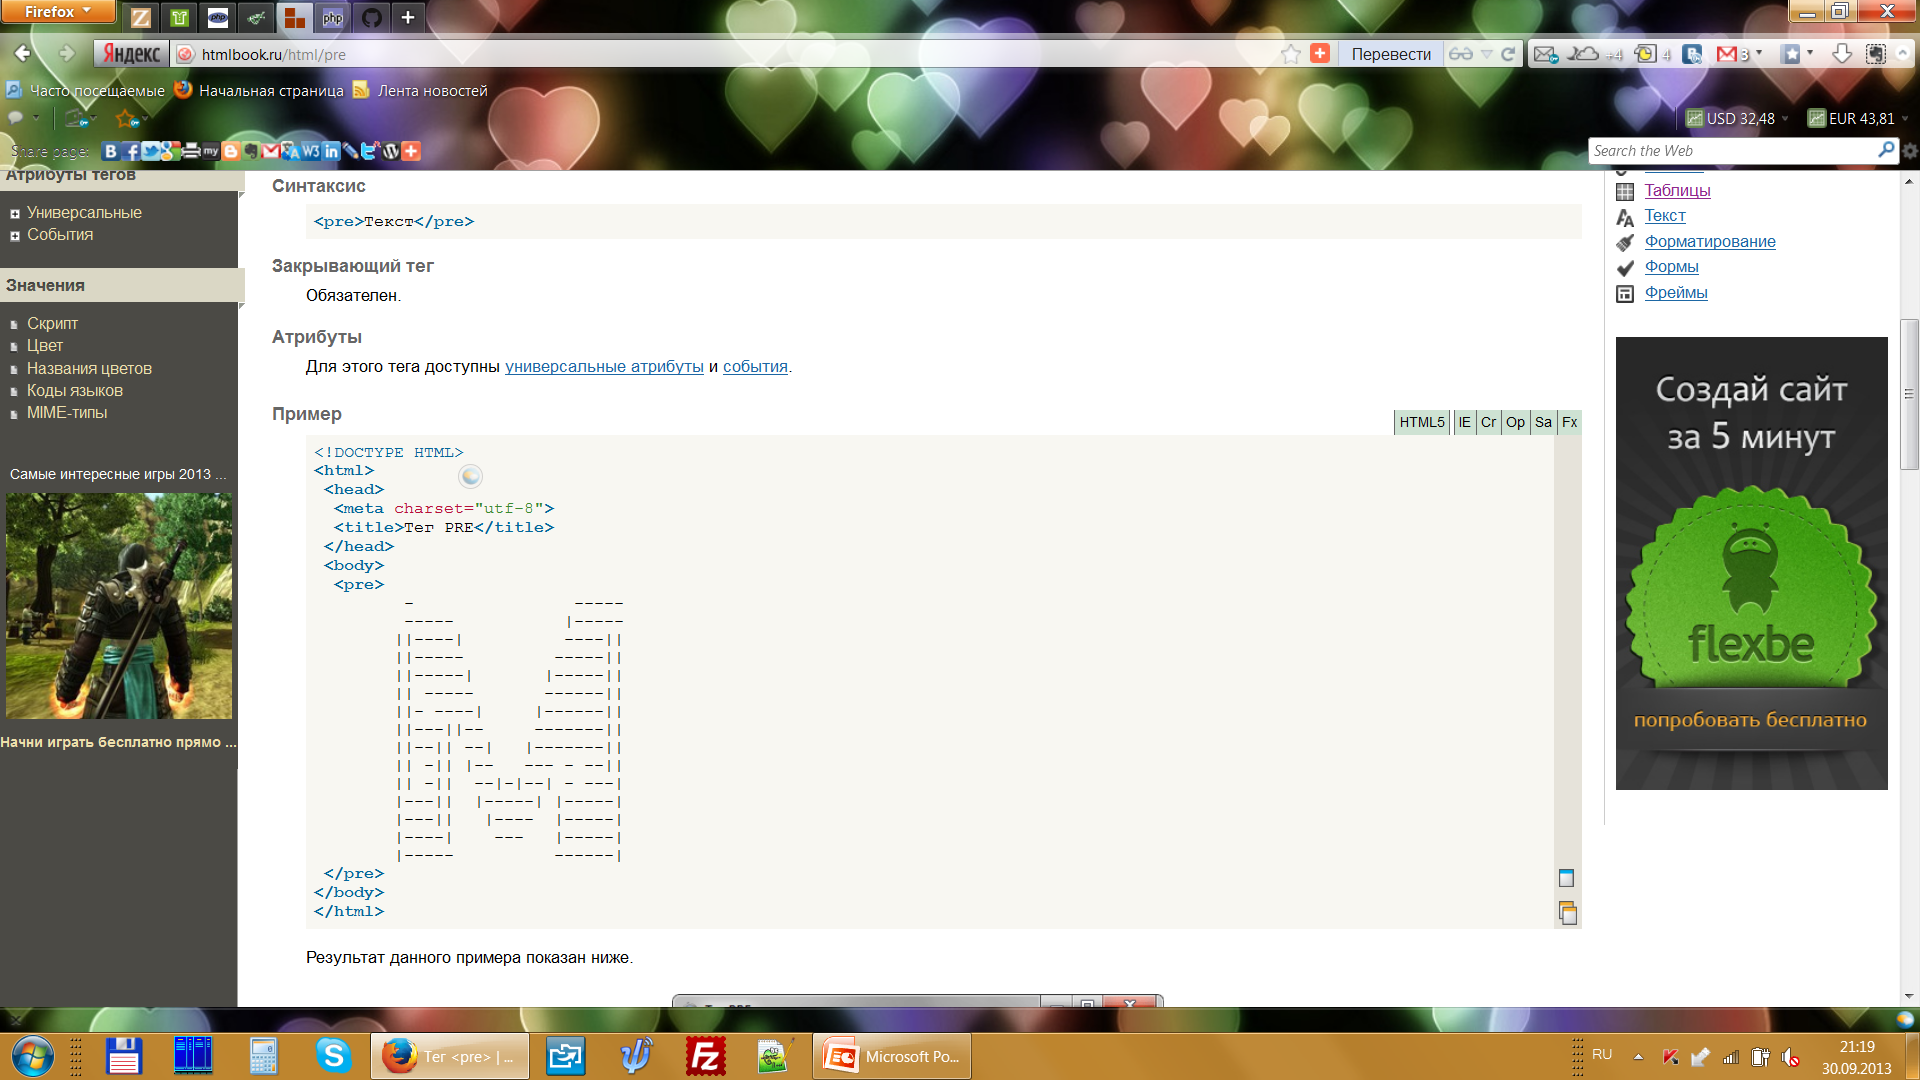 Firefox
Яндекс
htmlbook.ru/html/pre
Перевести
+4
4
3
Часто посещаемые
Начальная страница
Лента новостей
USD 32,48
EUR 43,81
Share page:
Search the Web
Атрибуты тегов
Универсальные
События
Значения
Скрипт
Цвет
Названия цветов
Коды языков
MIME-типы
Самые интересные игры 2013 ...
Начни играть бесплатно прямо ...
Синтаксис
<pre>Текст</pre>
Закрывающий тег
Обязателен.
Атрибуты
Для этого тега доступны универсальные атрибуты и события.
Пример
HTML5 IE Cr Op Sa Fx
<!DOCTYPE HTML>
<html>
<head>
<meta charset="utf-8">
<title>Тег PRE</title>
</head>
<body>
<pre>
         -                -----
         -----           |-----
        ||----|          ----||
        ||-----         -----||
        ||-----|       |-----||
        || -----       ------||
        ||- ----|     |------||
        ||---||--     -------||
        ||--|| --|   |-------||
        || -|| |--   --- - --||
        || -||  --|-|--| - ---|
        |---||  |-----| |-----|
        |---||   |----  |-----|
        |----|    ---   |-----|
        |-----          ------|
</pre>
</body>
</html>
Результат данного примера показан ниже.
Таблицы
Текст
Форматирование
Формы
Фреймы
Создай сайт
за 5 минут
flexbe
попробовать бесплатно
Тег <pre> | ...
Microsoft Po...
RU
21:19
30.09.2013